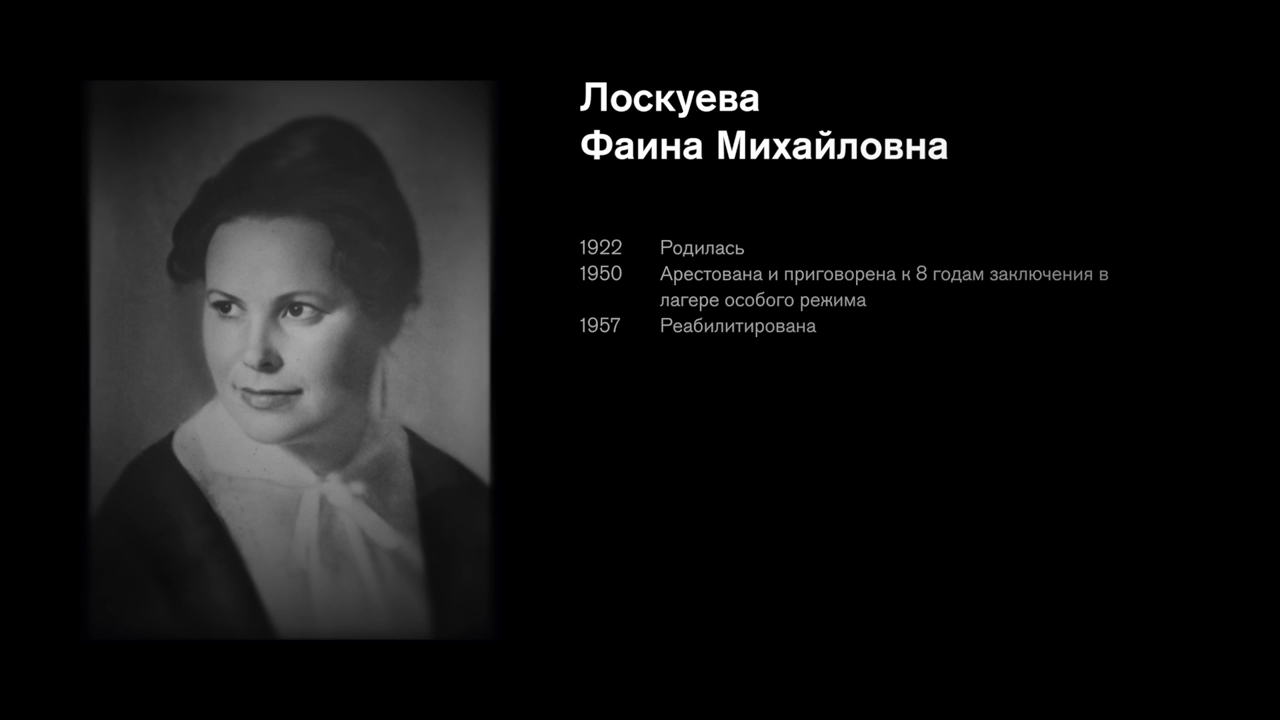 Лоскуева
Фаина Михайловна
1922 Родилась
1950 Арестована и приговорена к 8 годам заключения в
лагере особого режима
1957 Реабилитирована